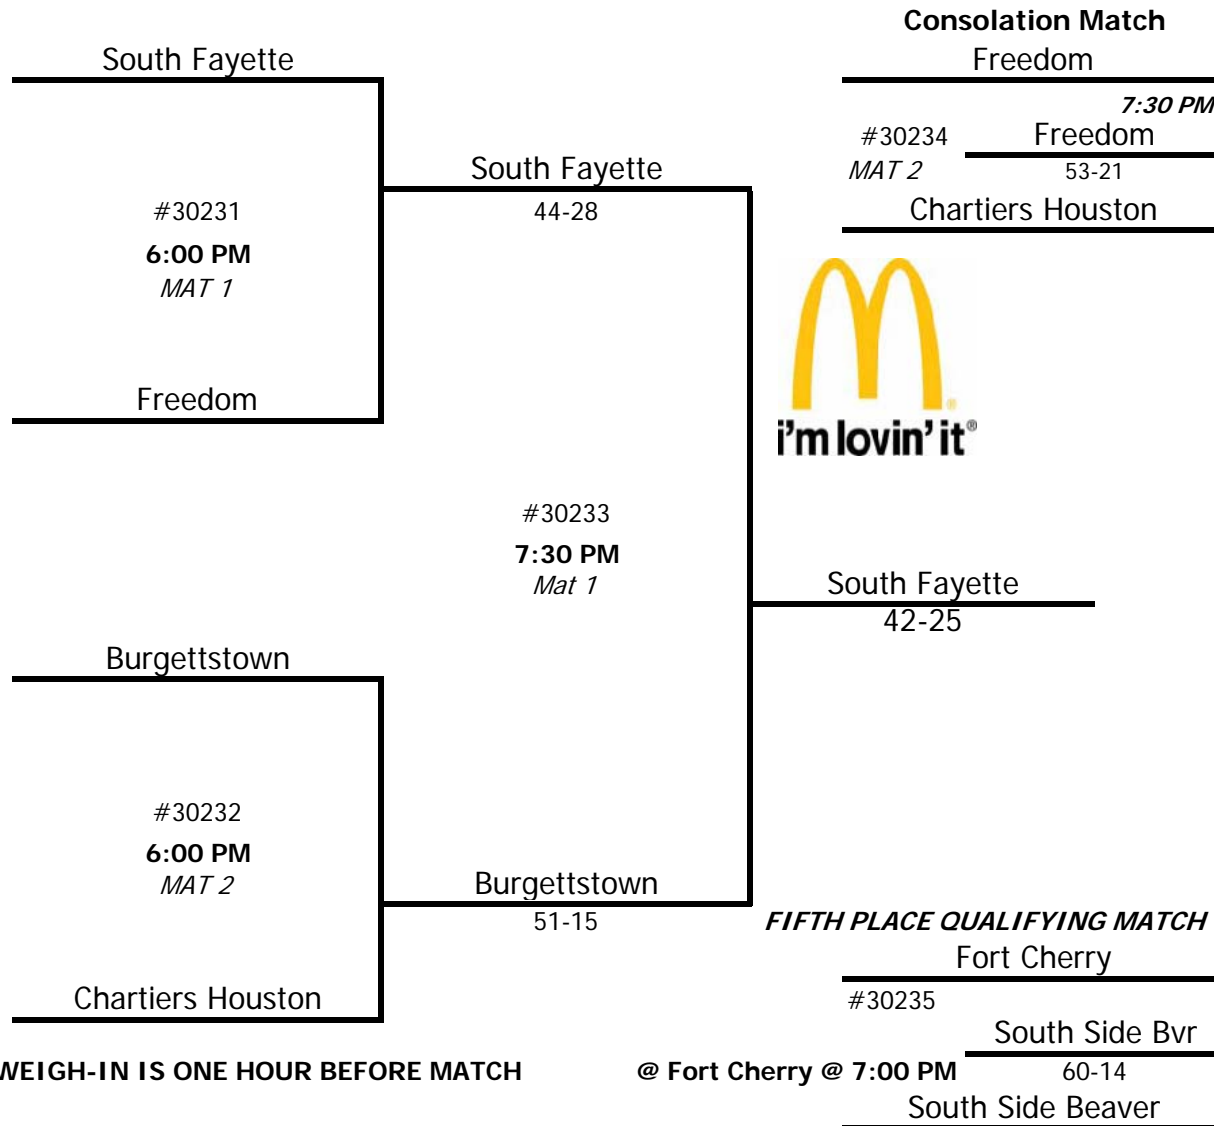 Consolation Match
South Fayette
Freedom
7:30 PM
#30234
Freedom
MAT 2
53-21
Chartiers Houston
South Fayette
44-28
#30231
6:00 PM
MAT 1
i'm lovin' it®
Freedom
#30233
7:30 PM
Mat 1
South Fayette
42-25
Burgettstown
#30232
6:00 PM
MAT 2
Burgettstown
51-15
Chartiers Houston
FIFTH PLACE QUALIFYING MATCH
Fort Cherry
#30235
South Side Bvr
60-14
South Side Beaver
WEIGH-IN IS ONE HOUR BEFORE MATCH
@ Fort Cherry @ 7:00 PM